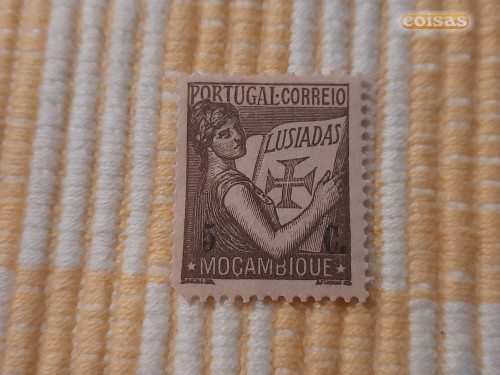 coisas
PORTUGAL·CORREIO
LUSIADAS
5 C.
MOÇAMBIQUE